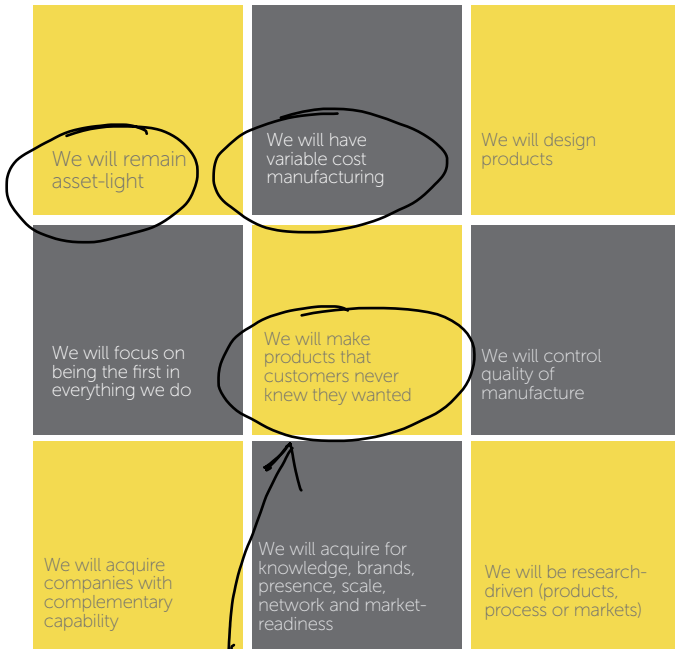 We will remain
asset-light
We will have
variable cost
manufacturing
We will design
products
We will focus on
being the first in
everything we do
We will make
products that
customers never
knew they wanted
We will control
quality of
manufacture
We will acquire
companies with
complementary
capability
We will acquire for
knowledge, brands,
presence, scale,
network and market-
readiness
We will be research-
driven (products,
process or markets)